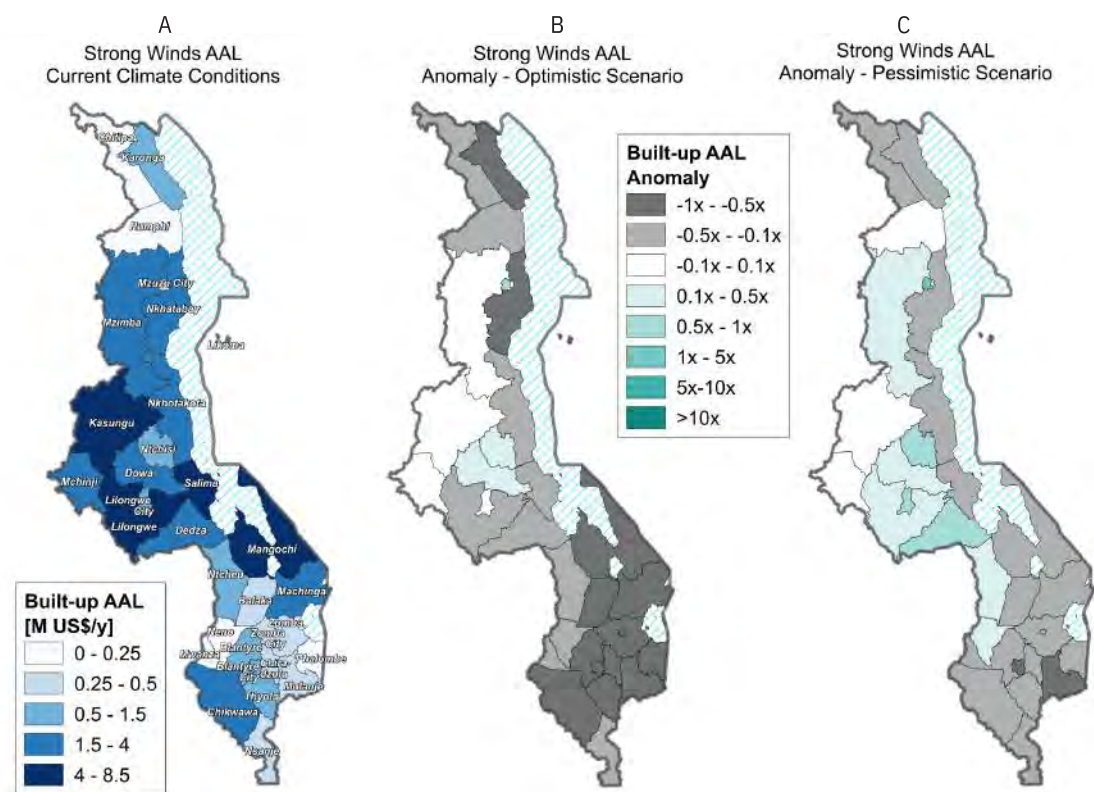 A
Strong Winds AAL
Current Climate Conditions
Chitipa
Karonga
Rumphi
Mzuzu City
Nkhatabay
Mzimba
Likoma
Nkhotakota
Kasungu
Ntchisi
Dowa
Mchinji
Salima
Lilongwe
City
Lilongwe
Dedza
Mangochi
Ntcheu
Machinga
Balaka
Zomba
Neno
Zomba
City
Mwanza
Blantyre
Phalombe
Blantyre
City
Chira-
dzulu
Mulanje
Thyolo
Chikwawa
Nsanje
Built-up AAL
[M US$/y]
0 - 0.25
0.25 - 0.5
0.5 - 1.5
1.5 - 4
4 - 8.5
B
Strong Winds AAL
Anomaly - Optimistic Scenario
Built-up AAL
Anomaly
-1x - -0.5x
-0.5x - -0.1x
-0.1x - 0.1x
0.1x - 0.5x
0.5x - 1x
1x - 5x
5x-10x
>10x
C
Strong Winds AAL
Anomaly - Pessimistic Scenario